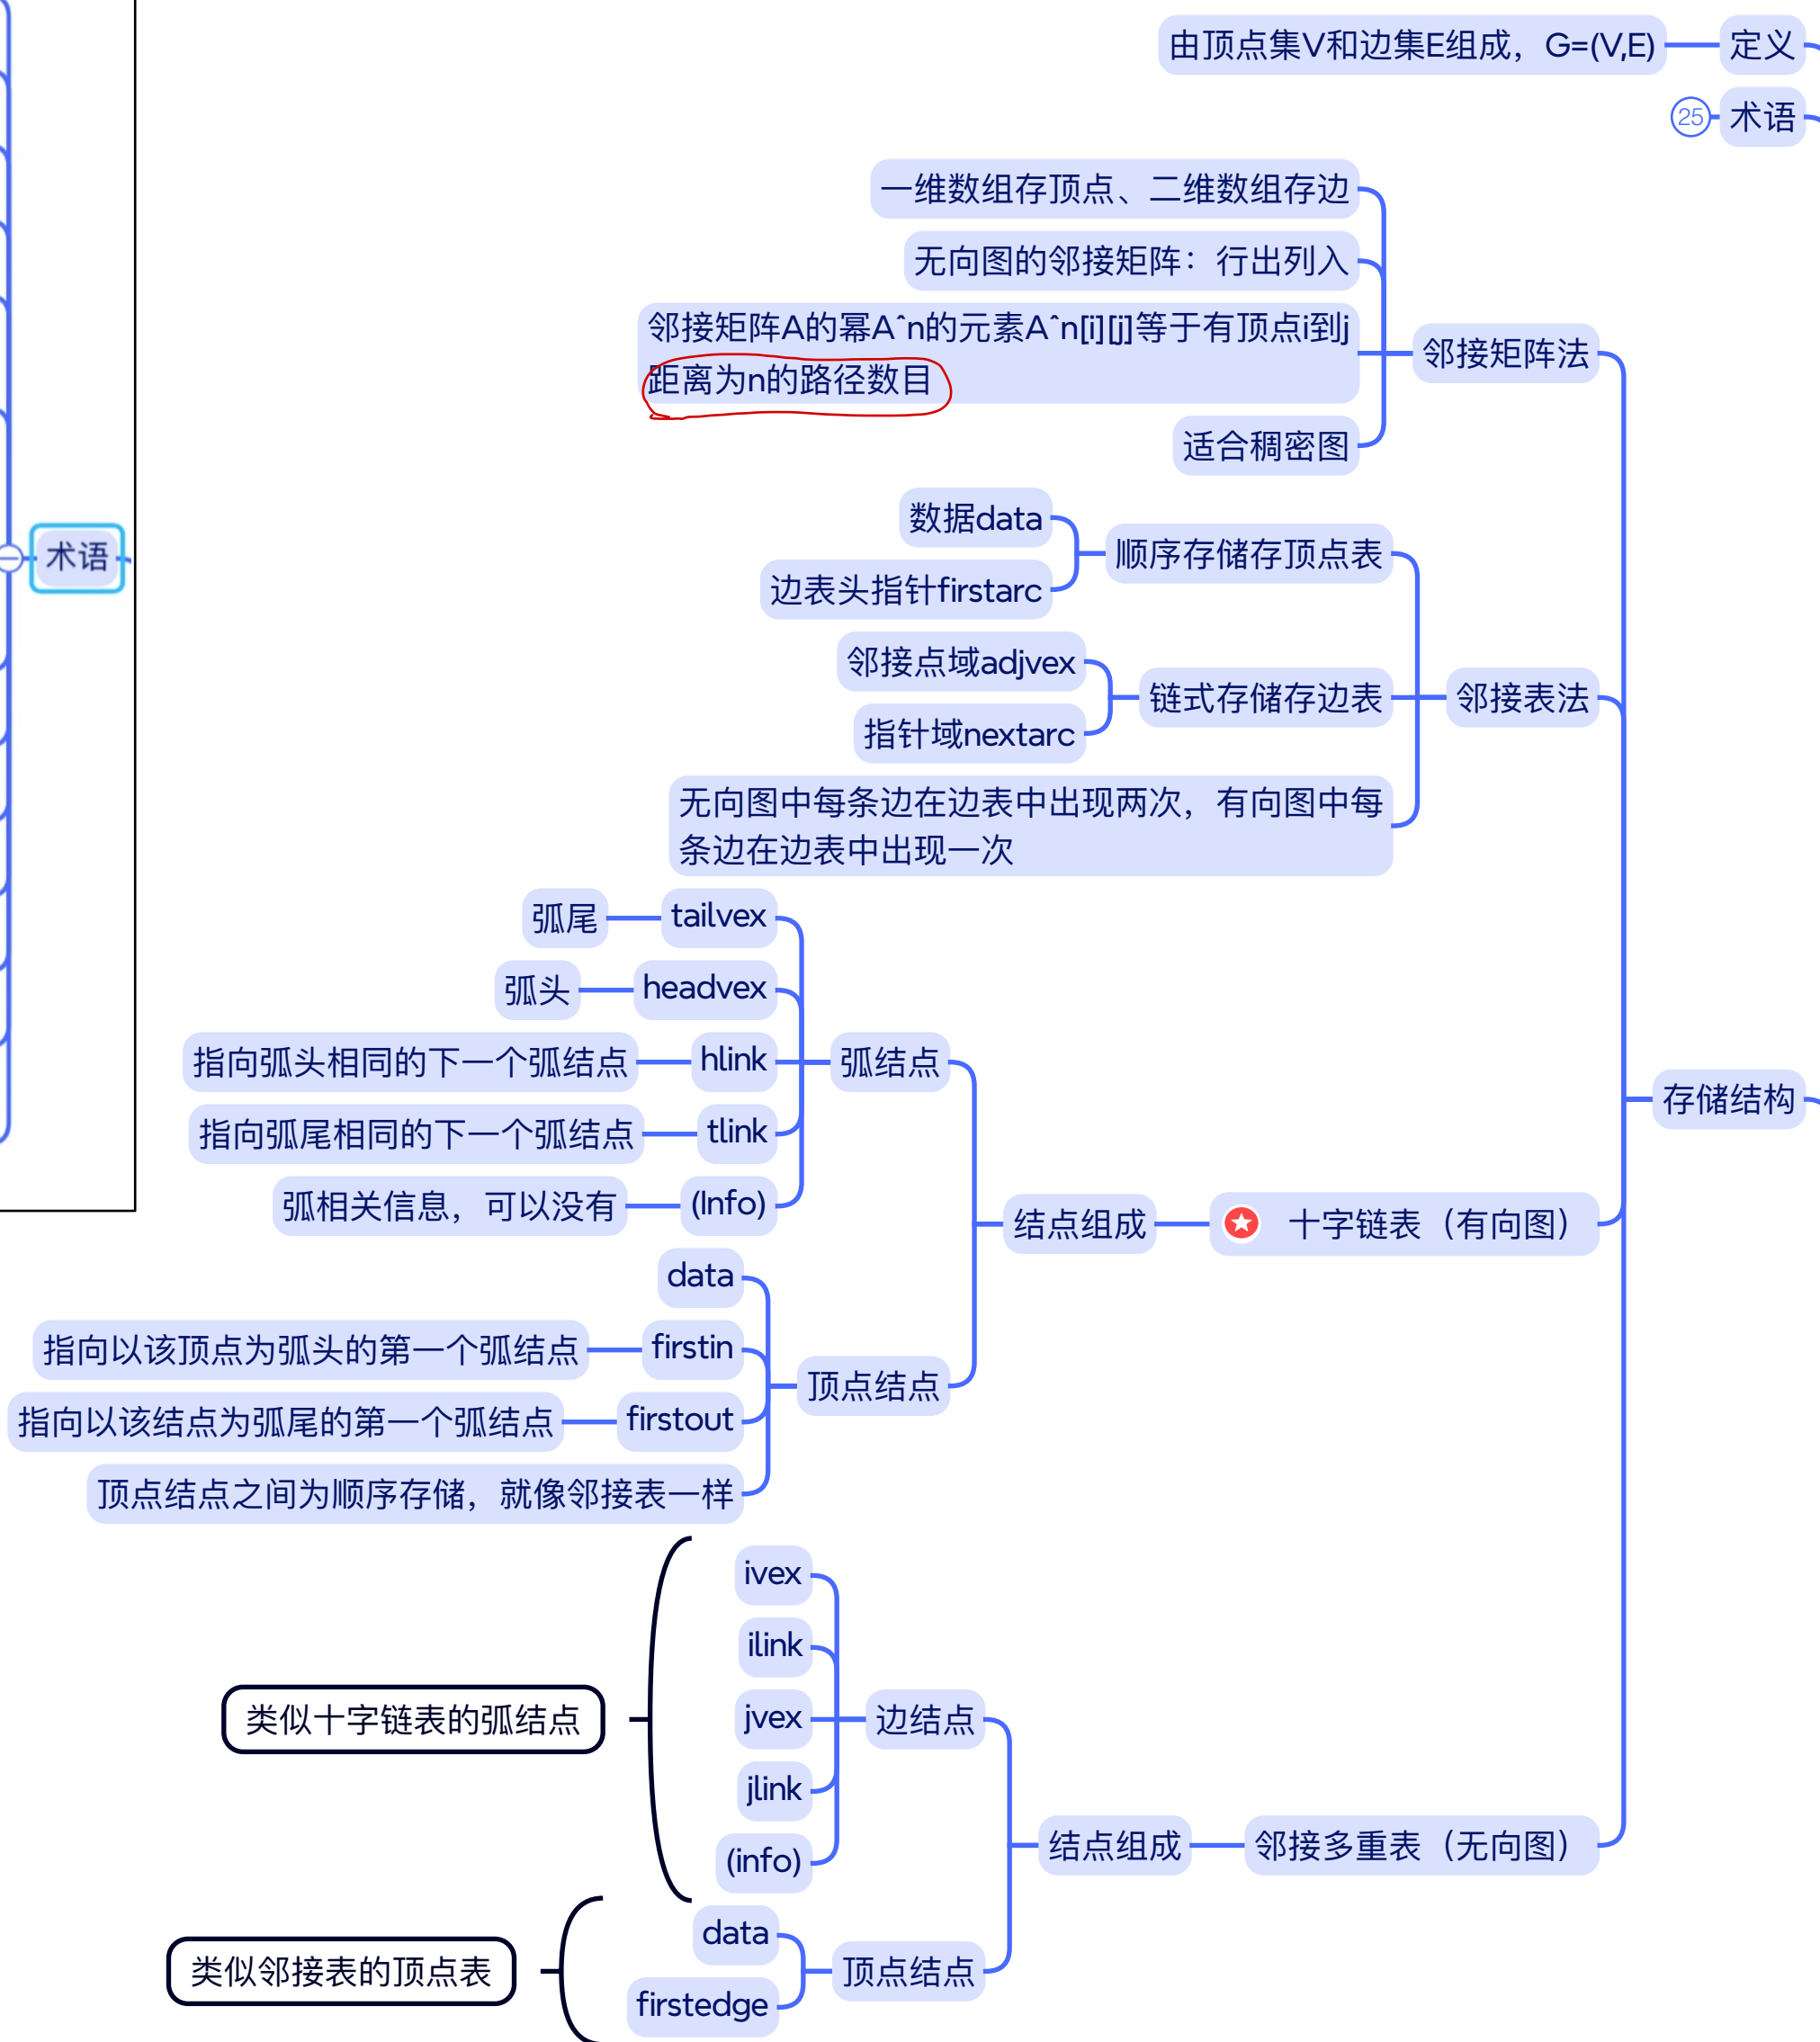 由顶点集V和边集E组成，G=(V,E)
定义
25
术语
一维数组存顶点、二维数组存边
无向图的邻接矩阵：行出列入
邻接矩阵A的幂A^n的元素A^n[i][j]等于有顶点i到j
距离为n的路径数目
邻接矩阵法
适合稠密图
数据data
顺序存储存顶点表
边表头指针firstarc
术语
邻接点域adjvex
链式存储存边表
邻接表法
指针域nextarc
无向图中每条边在边表中出现两次，有向图中每
条边在边表中出现一次
弧尾
tailvex
弧头
headvex
指向弧头相同的下一个弧结点
hlink
弧结点
存储结构
指向弧尾相同的下一个弧结点
tlink
弧相关信息，可以没有
(Info)
结点组成
十字链表（有向图）
data
指向以该顶点为弧头的第一个弧结点
firstin
顶点结点
指向以该结点为弧尾的第一个弧结点
firstout
顶点结点之间为顺序存储，就像邻接表一样
ivex
ilink
类似十字链表的弧结点
jvex
边结点
jlink
(info)
结点组成
邻接多重表（无向图）
data
类似邻接表的顶点表
顶点结点
firstedge